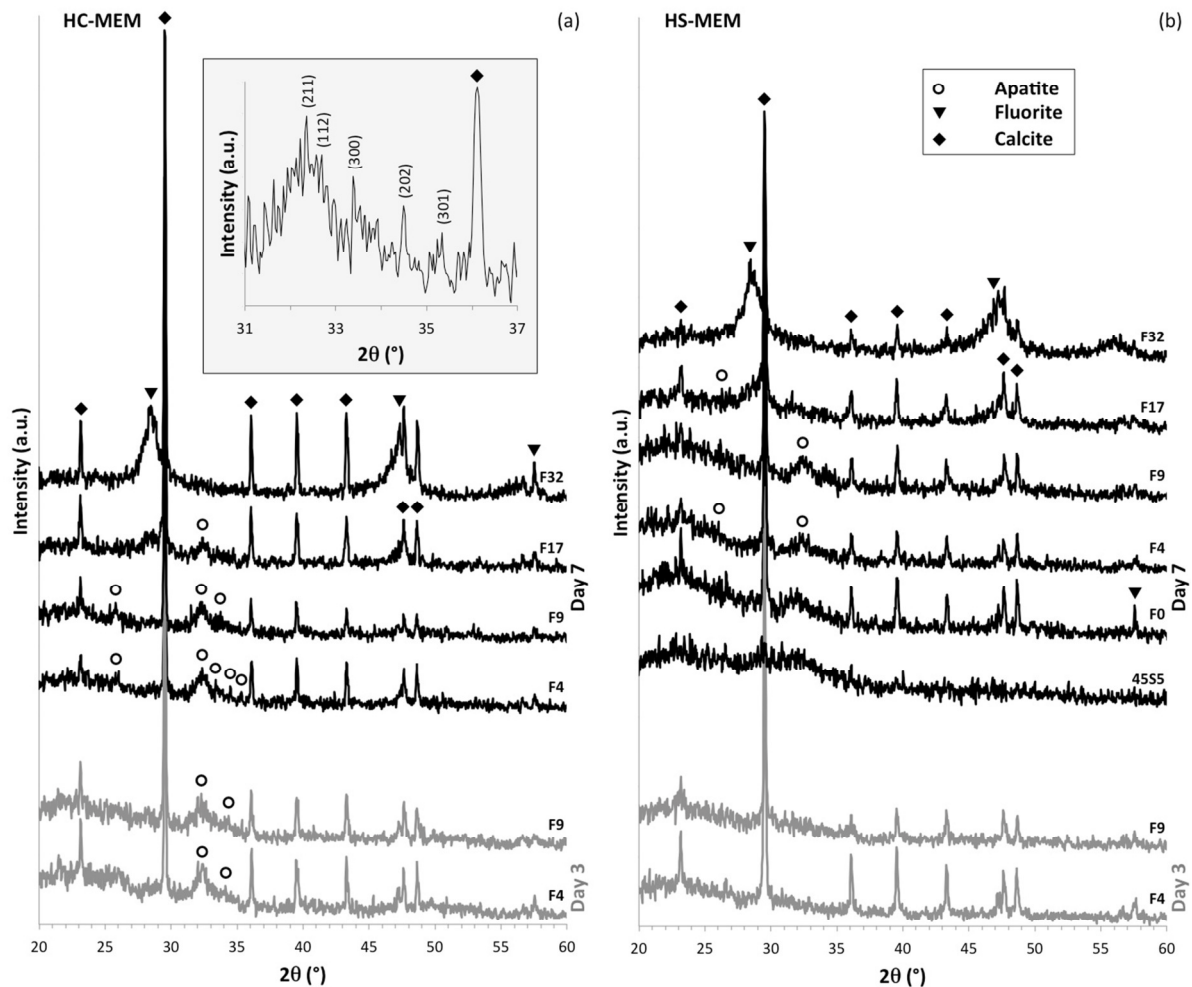 HC-MEM
(a)
Intensity (a.u.)
Intensity (a.u.)
(211)
(112)
(300)
(202)
(301)
31 33 35 37
2θ (°)
F32
F17
F9
F4
Day 7
F9
F4
Day 3
20 25 30 35 40 45 50 55 60
2θ (°)
HS-MEM
(b)
Apatite
Fluorite
Calcite
Intensity (a.u.)
F32
F17
F9
F4
F0
45S5
Day 7
F9
F4
Day 3
20 25 30 35 40 45 50 55 60
2θ (°)